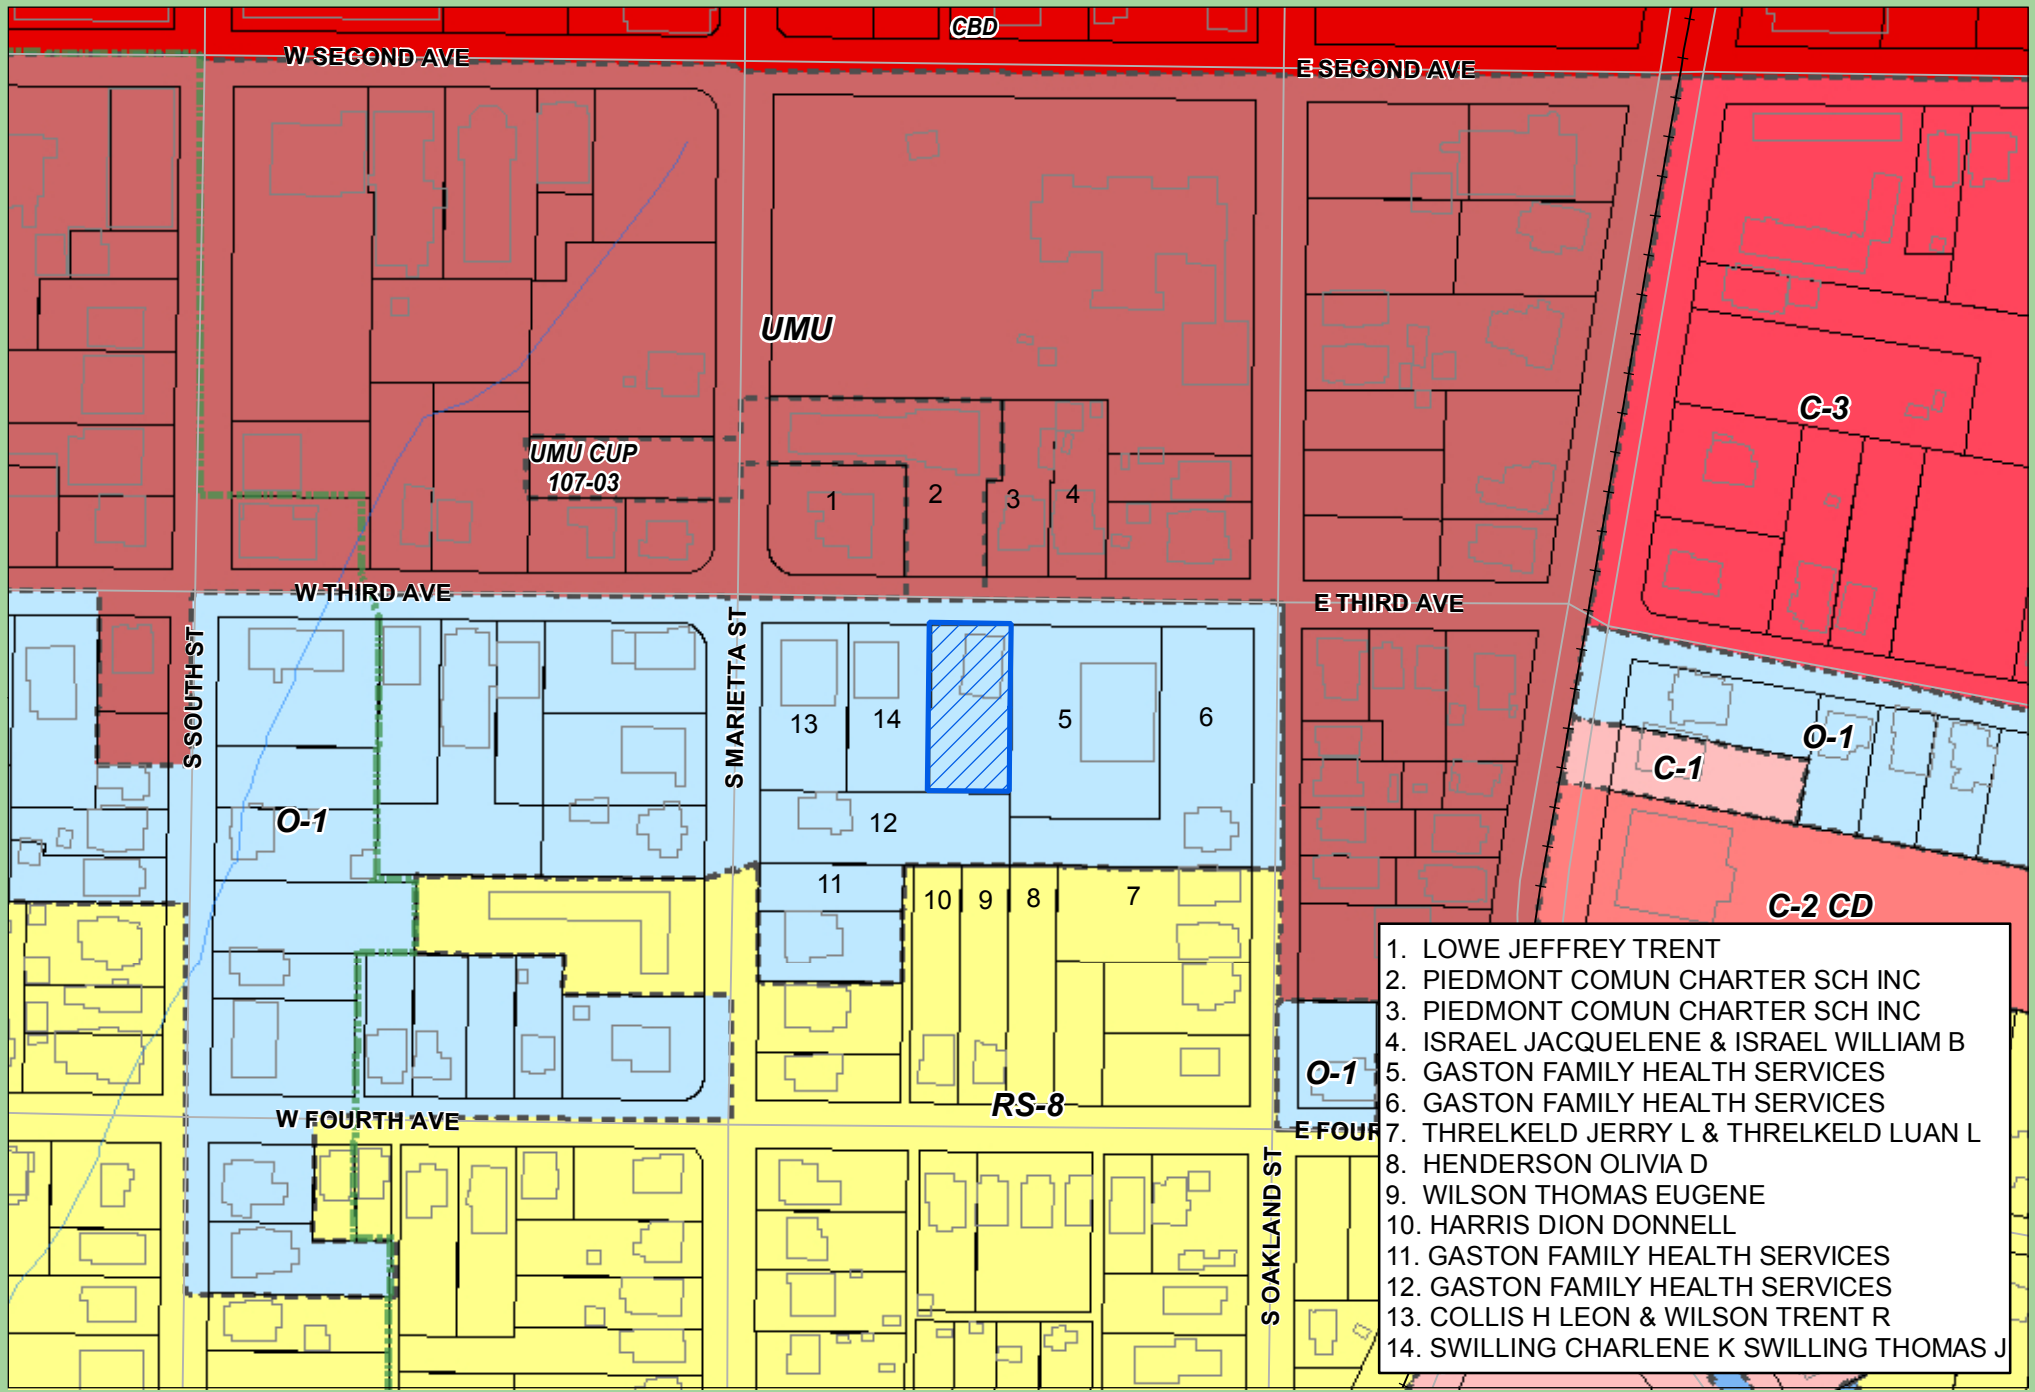 CBD
W SECOND AVE
E SECOND AVE
UMU
C-3
UMU CUP
107-03
1
2
3
4
W THIRD AVE
E THIRD AVE
S SOUTH ST
S MARIETTA ST
13
14
5
6
O-1
C-1
O-1
12
11
10
9
8
7
C-2 CD
O-1
RS-8
W FOURTH AVE
E FOUR
S OAKLAND ST
1. LOWE JEFFREY TRENT
2. PIEDMONT COMUN CHARTER SCH INC
3. PIEDMONT COMUN CHARTER SCH INC
4. ISRAEL JACQUELENE & ISRAEL WILLIAM B
5. GASTON FAMILY HEALTH SERVICES
6. GASTON FAMILY HEALTH SERVICES
7. THRELKELD JERRY L & THRELKELD LUAN L
8. HENDERSON OLIVIA D
9. WILSON THOMAS EUGENE
10. HARRIS DION DONNELL
11. GASTON FAMILY HEALTH SERVICES
12. GASTON FAMILY HEALTH SERVICES
13. COLLIS H LEON & WILSON TRENT R
14. SWILLING CHARLENE K SWILLING THOMAS J